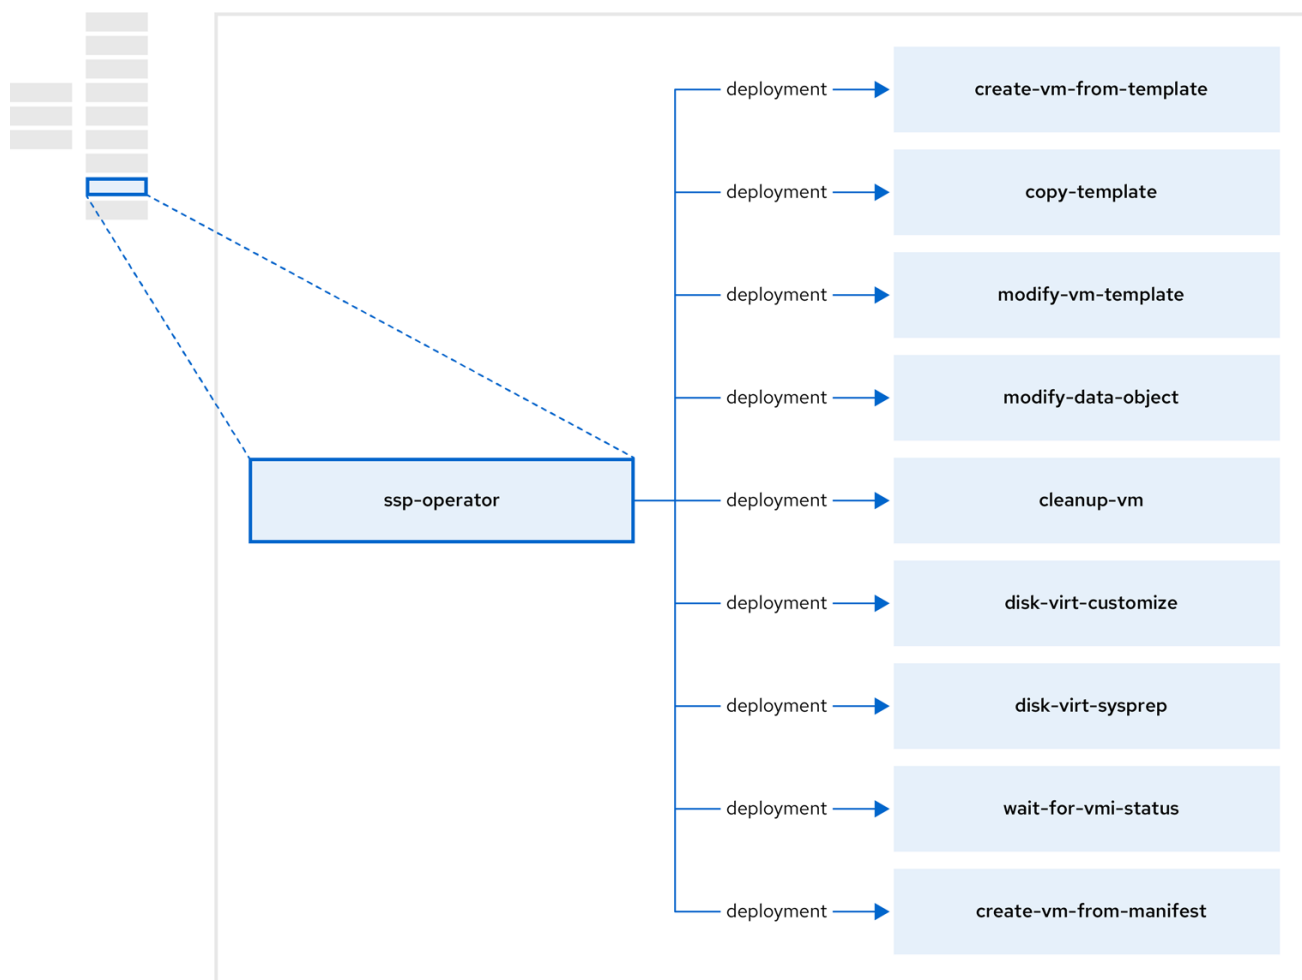 deployment
create-vm-from-template
deployment
copy-template
deployment
modify-vm-template
deployment
modify-data-object
ssp-operator
deployment
cleanup-vm
deployment
disk-virt-customize
deployment
disk-virt-sysprep
deployment
wait-for-vmi-status
deployment
create-vm-from-manifest